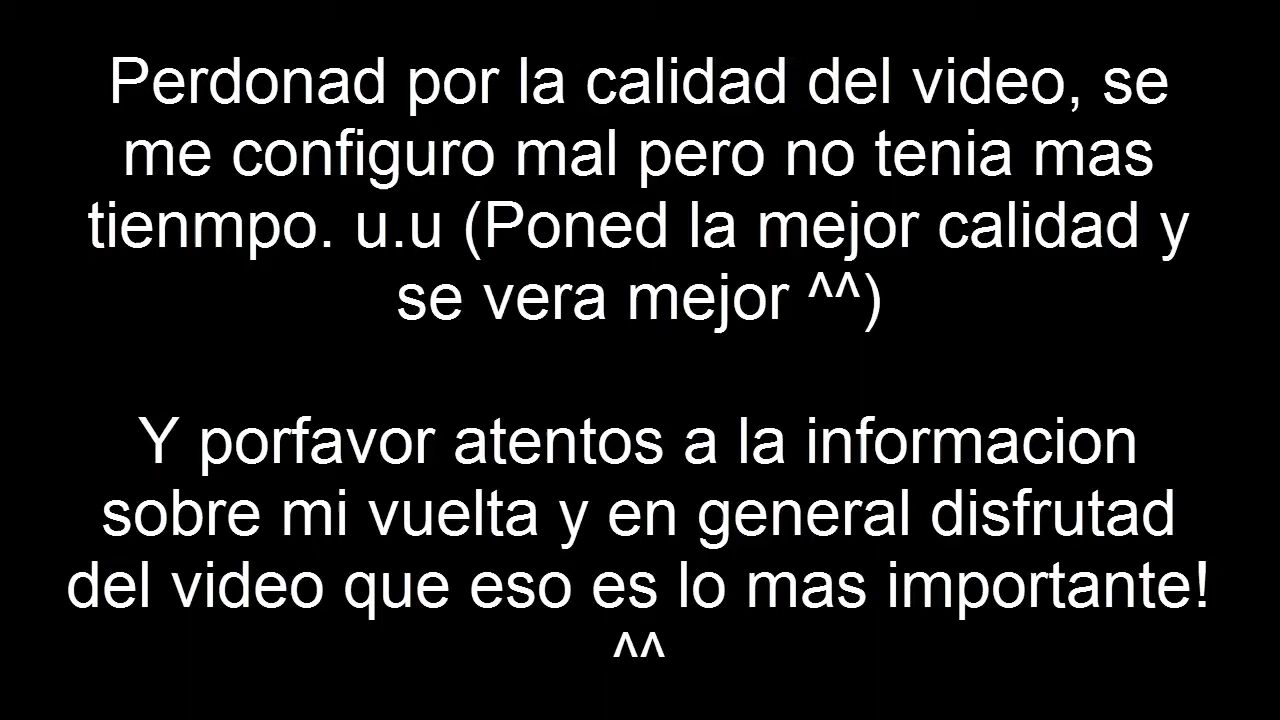 Perdonad por la calidad del video, se
me configuro mal pero no tenia mas
tienmpo. u.u (Poned la mejor calidad y
se vera mejor ^^)
Y porfavor atentos a la informacion
sobre mi vuelta y en general disfrutad
del video que eso es lo mas importante!
^^